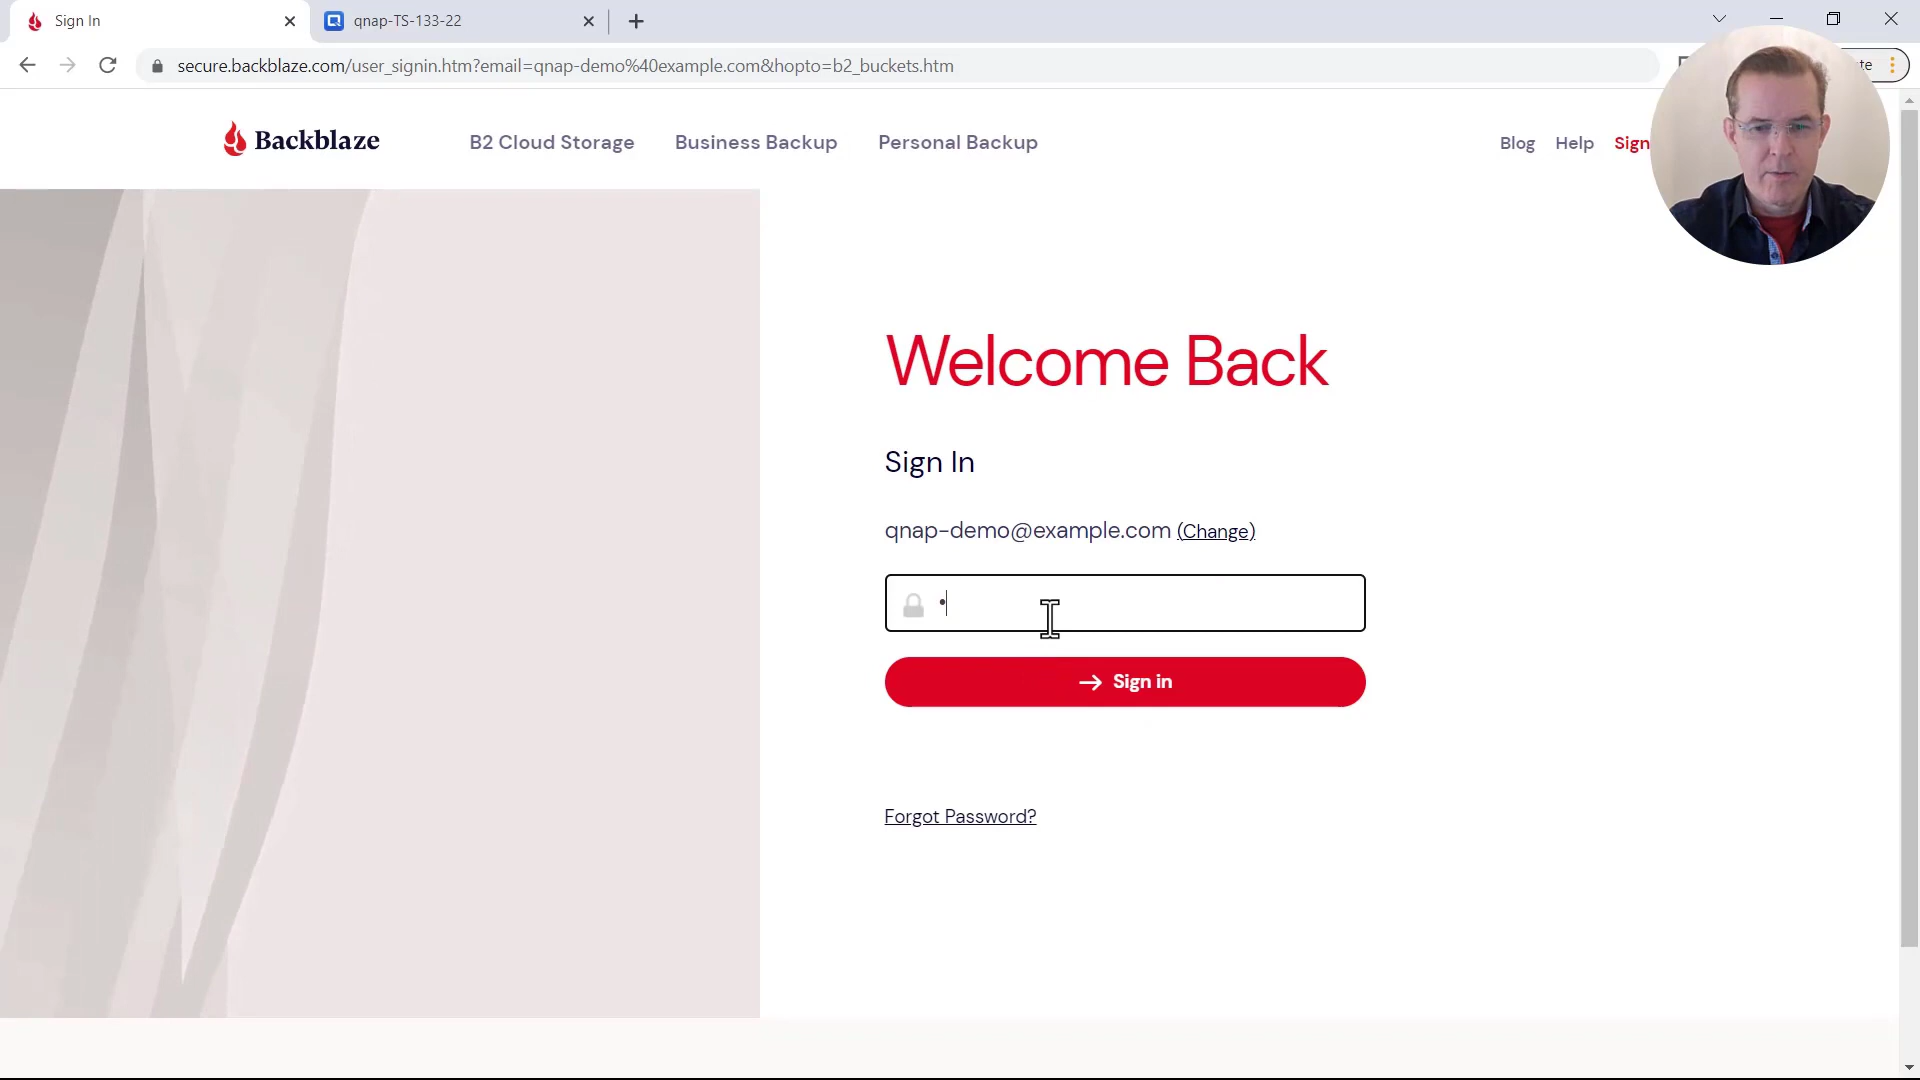 Sign In
qnap-TS-133-22
secure.backblaze.com/user_signin.htm?email=qnap-demo%40example.com&hopto=b2_buckets.htm
Backblaze
B2 Cloud Storage
Business Backup
Personal Backup
Blog
Help
Sign
Welcome Back
Sign In
qnap-demo@example.com (Change)
Sign in
Forgot Password?